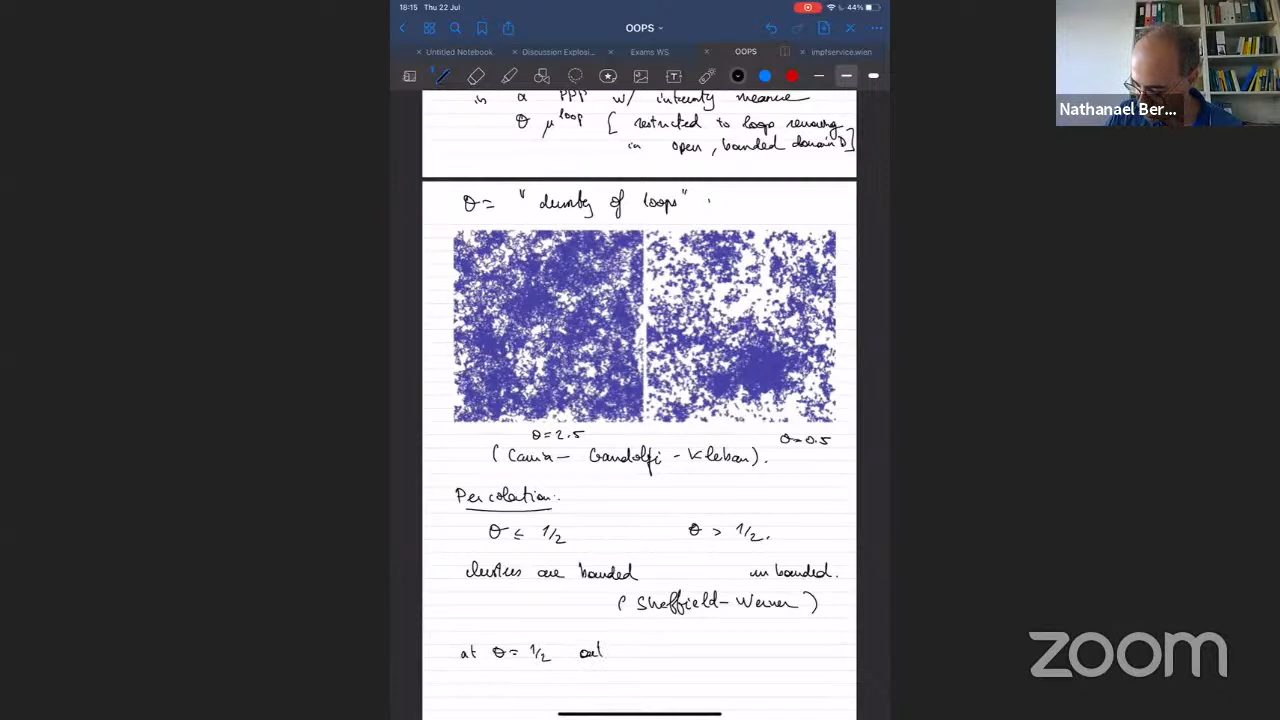 18:15 Thu 22 Jul
44%
OOPS
Untitled Notebook
Discussion Explosi...
Exams WS
OOPS
impfservice.wien
is a PPP w/ intensity measure
θ μ^loop [ restricted to loops remaining
in open, bounded domain D]
θ = "density of loops".
θ = 2.5
θ = 0.5
(Camia - Gandolfi - Kleban).
Percolation:
θ ≤ 1/2
θ > 1/2.
clusters are bounded
unbounded.
(Sheffield - Werner)
at θ = 1/2
Nathanael Ber...
zoom